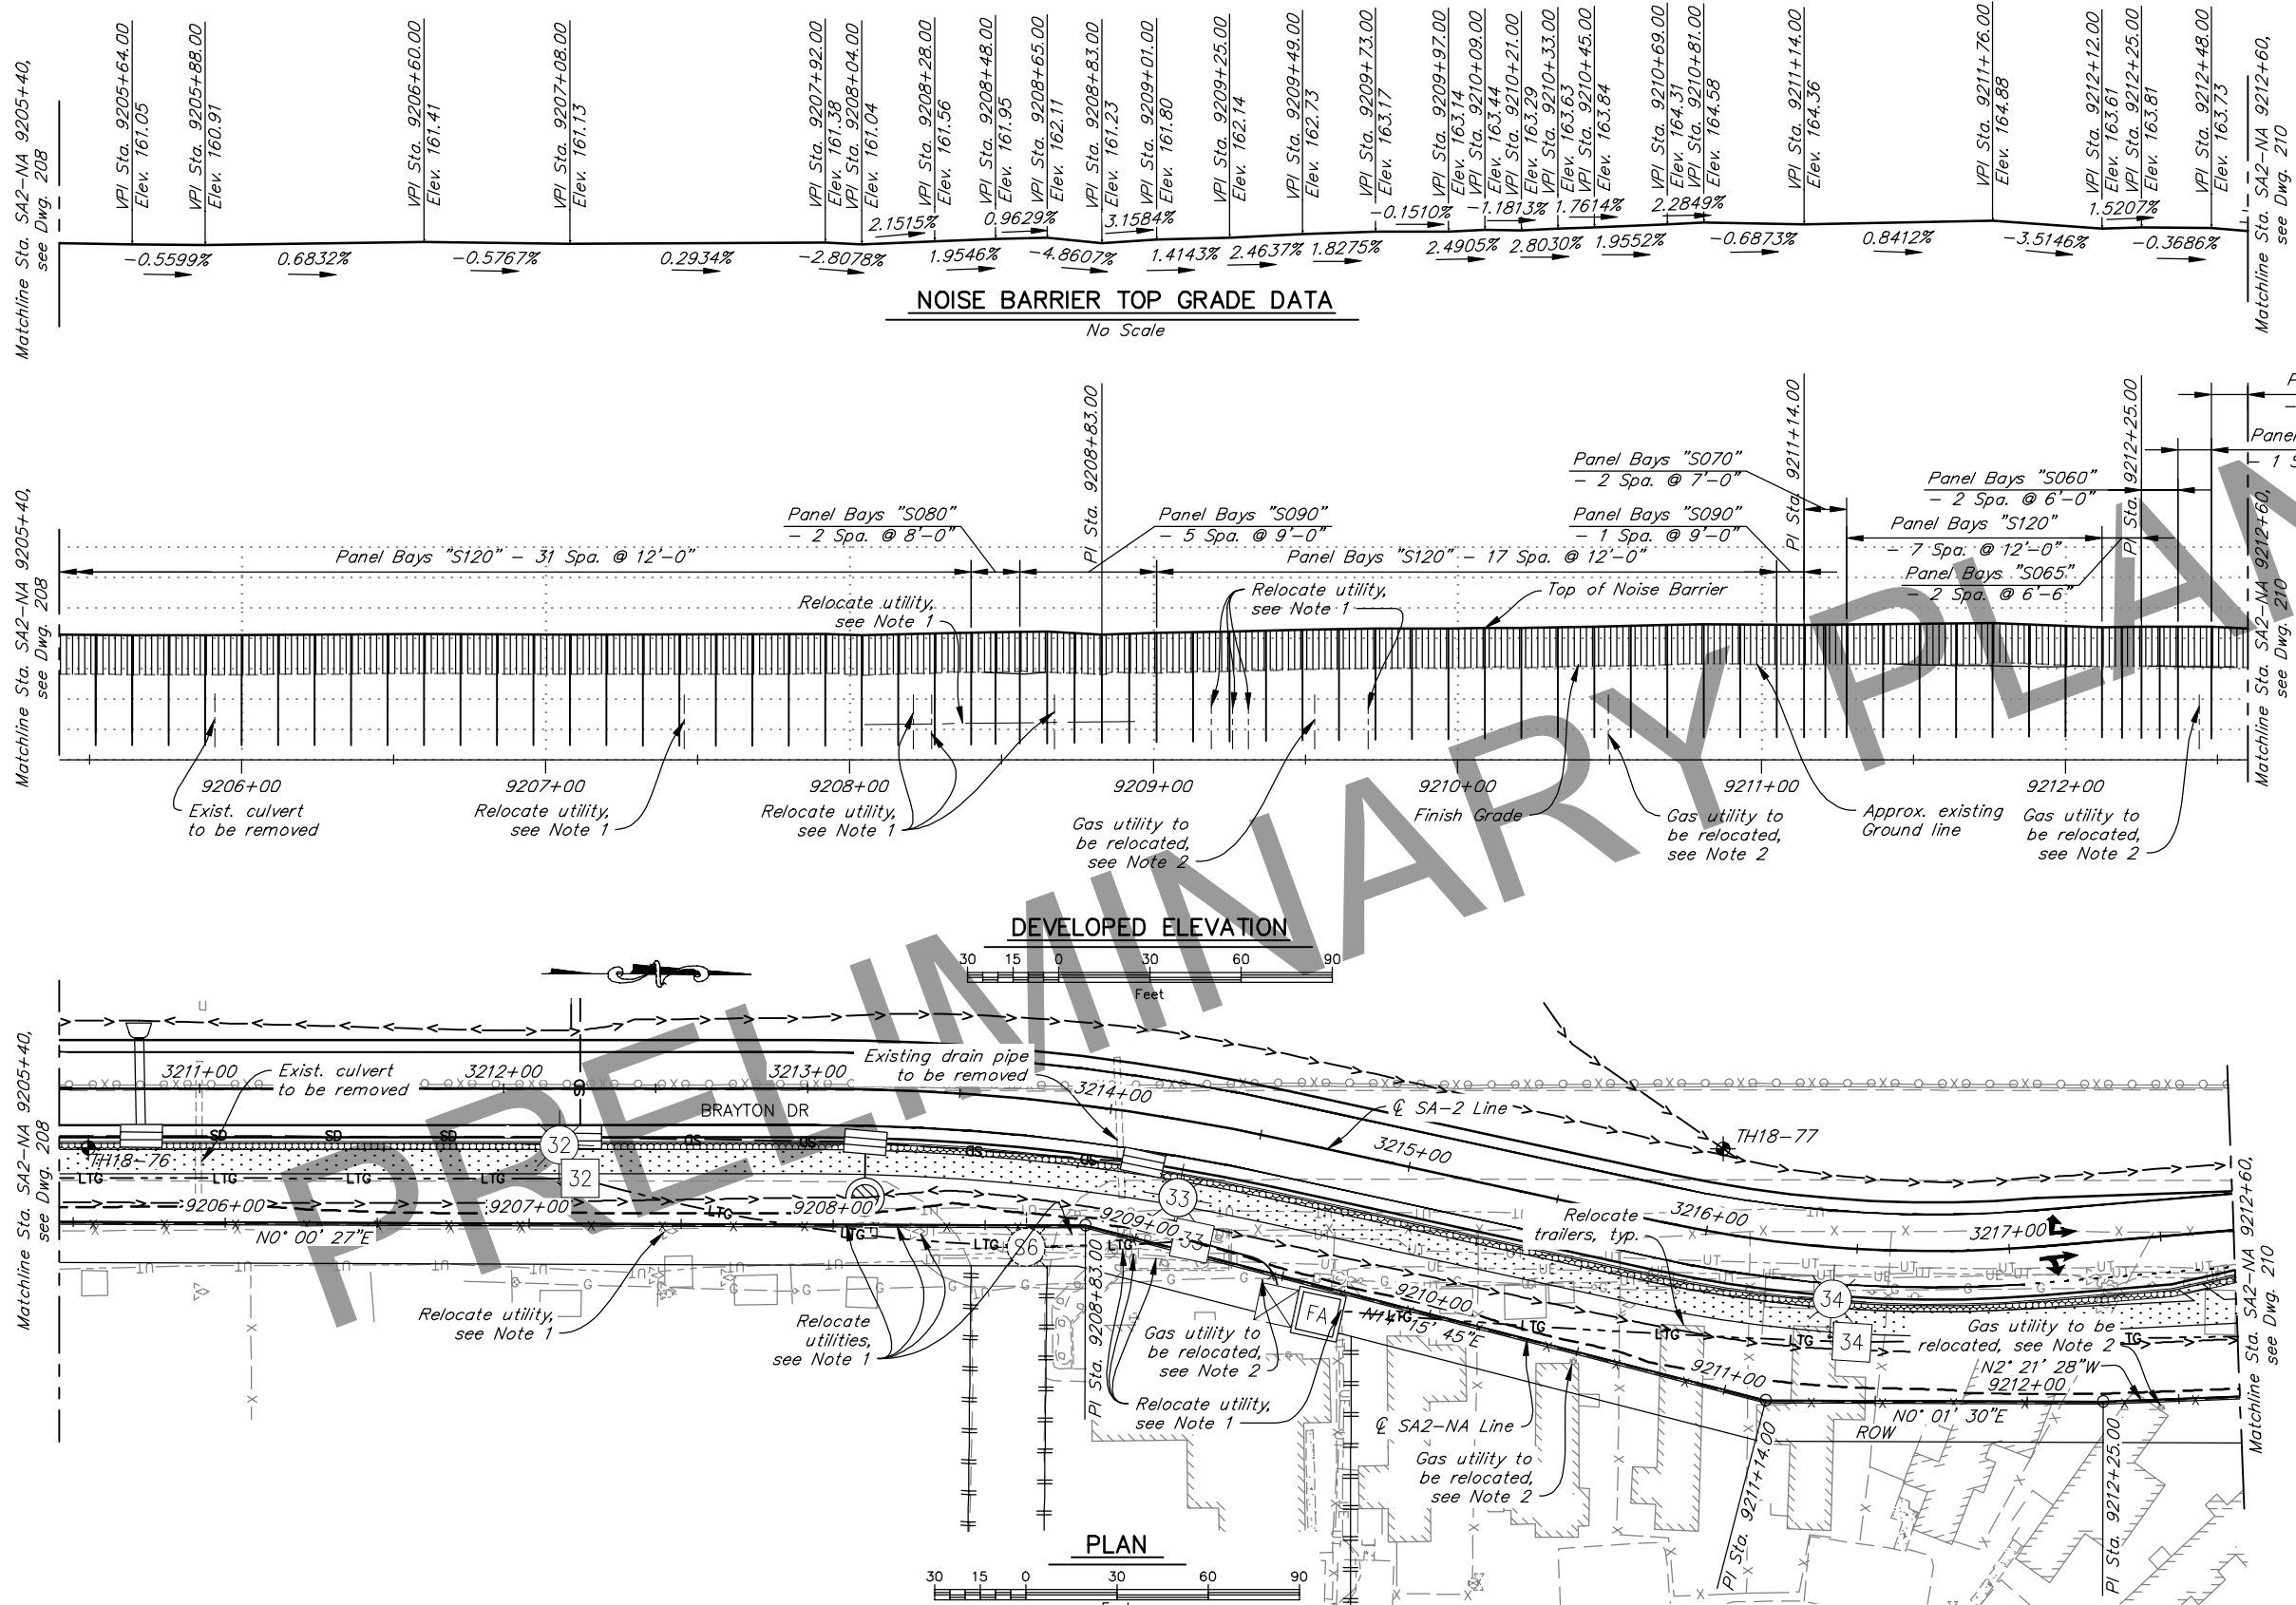 Matchline Sta. SA2-NA 9205+40,
see Dwg. 208
VPI Sta. 9205+64.00
Elev. 161.05
VPI Sta. 9205+88.00
Elev. 160.91
VPI Sta. 9206+60.00
Elev. 161.41
VPI Sta. 9207+08.00
Elev. 161.13
VPI Sta. 9207+92.00
Elev. 161.38
VPI Sta. 9208+04.00
Elev. 161.04
VPI Sta. 9208+28.00
Elev. 161.56
VPI Sta. 9208+48.00
Elev. 161.95
VPI Sta. 9208+65.00
Elev. 162.11
VPI Sta. 9208+83.00
Elev. 161.23
VPI Sta. 9209+01.00
Elev. 161.80
VPI Sta. 9209+25.00
Elev. 162.14
VPI Sta. 9209+49.00
Elev. 162.73
VPI Sta. 9209+73.00
Elev. 163.17
VPI Sta. 9209+97.00
Elev. 163.14
VPI Sta. 9210+09.00
Elev. 163.44
VPI Sta. 9210+21.00
Elev. 163.29
VPI Sta. 9210+33.00
Elev. 163.63
VPI Sta. 9210+45.00
Elev. 163.84
VPI Sta. 9210+69.00
Elev. 164.31
VPI Sta. 9210+81.00
Elev. 164.58
VPI Sta. 9211+14.00
Elev. 164.36
VPI Sta. 9211+76.00
Elev. 164.88
VPI Sta. 9212+12.00
Elev. 163.61
VPI Sta. 9212+25.00
Elev. 163.81
VPI Sta. 9212+48.00
Elev. 163.73
Matchline Sta. SA2-NA 9212+60,
see Dwg. 210
-0.5599%
0.6832%
-0.5767%
0.2934%
-2.8078%
2.1515%
1.9546%
0.9629%
-4.8607%
3.1584%
1.4143%
2.4637%
1.8275%
-0.1510%
2.4905%
-1.1813%
2.8030%
1.7614%
1.9552%
2.2849%
-0.6873%
0.8412%
-3.5146%
1.5207%
-0.3686%
NOISE BARRIER TOP GRADE DATA
No Scale
Matchline Sta. SA2-NA 9205+40,
see Dwg. 208
Panel Bays "S120" - 31 Spa. @ 12'-0"
Panel Bays "S080"
- 2 Spa. @ 8'-0"
PI Sta. 9208+83.00
Panel Bays "S090"
- 5 Spa. @ 9'-0"
Panel Bays "S120" - 17 Spa. @ 12'-0"
Panel Bays "S070"
- 2 Spa. @ 7'-0"
Panel Bays "S090"
- 1 Spa. @ 9'-0"
PI Sta. 9211+14.00
Panel Bays "S060"
- 2 Spa. @ 6'-0"
Panel Bays "S120"
- 7 Spa. @ 12'-0"
Panel Bays "S065"
- 2 Spa. @ 6'-6"
PI Sta. 9212+25.00
Panel
- 1 S
Matchline Sta. SA2-NA 9212+60,
see Dwg. 210
Relocate utility,
see Note 1
Relocate utility,
see Note 1
Top of Noise Barrier
9206+00
9207+00
9208+00
9209+00
9210+00
9211+00
9212+00
Exist. culvert
to be removed
Relocate utility,
see Note 1
Relocate utility,
see Note 1
Gas utility to
be relocated,
see Note 2
Finish Grade
Gas utility to
be relocated,
see Note 2
Approx. existing
Ground line
Gas utility to
be relocated,
see Note 2
DEVELOPED ELEVATION
30 15 0 30 60 90
Feet
PRELIMINARY PLAN
Matchline Sta. SA2-NA 9205+40,
see Dwg. 208
3211+00
Exist. culvert
to be removed
3212+00
SD
3213+00
Existing drain pipe
to be removed
3214+00
BRAYTON DR
℄ SA-2 Line
3215+00
TH18-77
3216+00
3217+00
TH18-76
SD SD SD
32
32
33
33
34
34
S6
FA
LTG LTG LTG LTG
9206+00
9207+00
9208+00
9209+00
9210+00
9211+00
9212+00
N0° 00' 27"E
N14° 15' 45"E
N0° 01' 30"E
N2° 21' 28"W
Relocate
trailers, typ.
Relocate utility,
see Note 1
Relocate
utilities,
see Note 1
PI Sta. 9208+83.00
Gas utility to
be relocated,
see Note 2
Relocate utility,
see Note 1
℄ SA2-NA Line
Gas utility to
be relocated,
see Note 2
Gas utility to be
relocated, see Note 2
ROW
PI Sta. 9211+14.00
PI Sta. 9212+25.00
Matchline Sta. SA2-NA 9212+60,
see Dwg. 210
PLAN
30 15 0 30 60 90